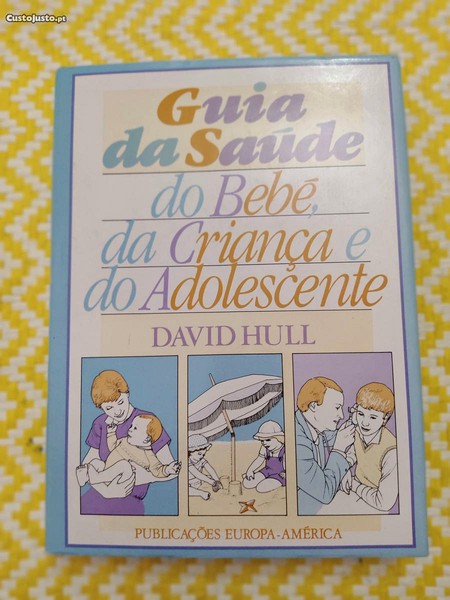 CustoJusto.pt
Guia
da Saúde
do Bebé,
da Criança e
do Adolescente
DAVID HULL
PUBLICAÇÕES EUROPA-AMÉRICA